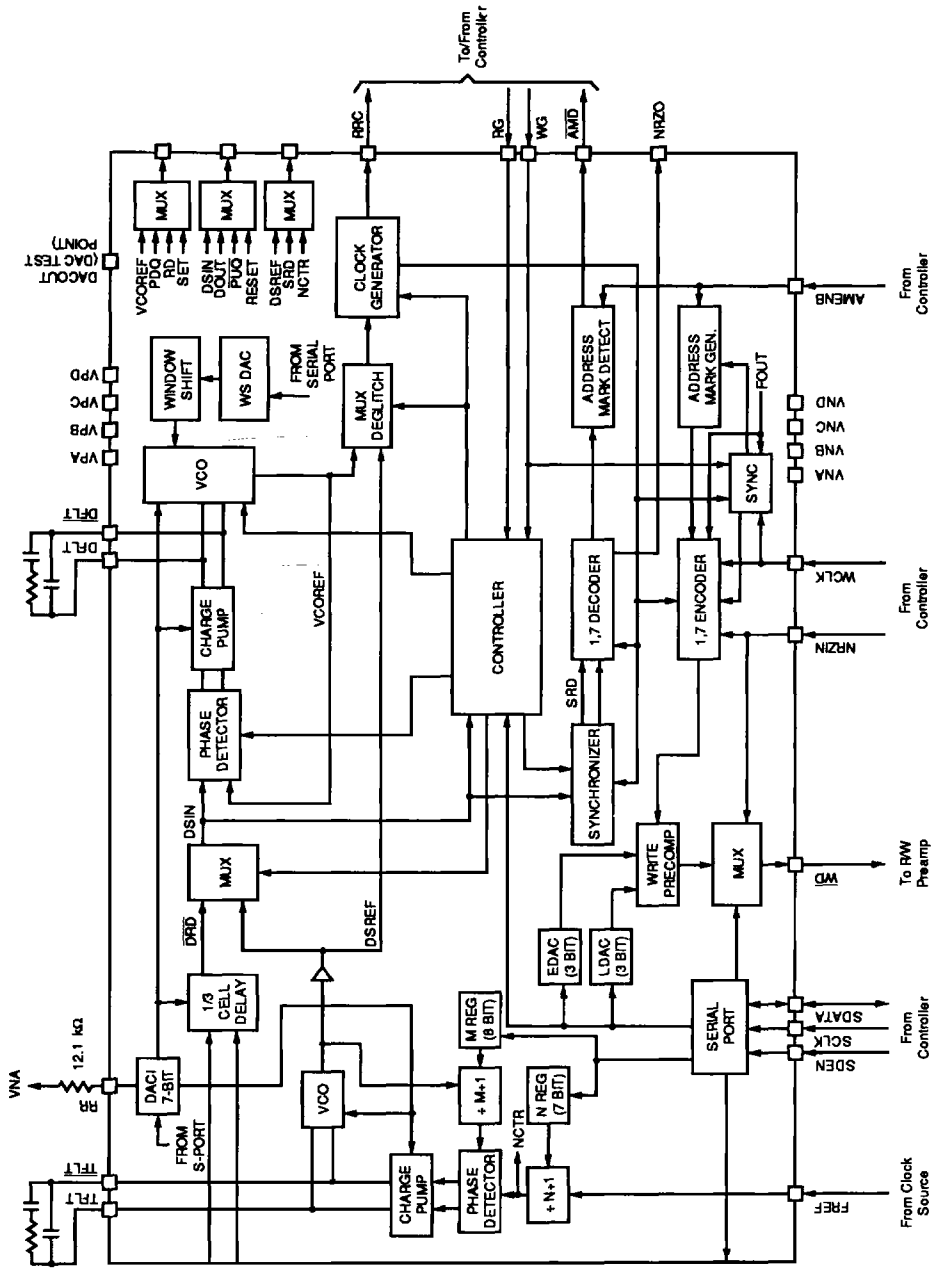 VNA
12.1 kΩ
RR
TFLT
TFLT
DFLT
DFLT
VPA
VPB
VPC
VPD
DACOUT
(DAC TEST
POINT)
DACI
7-BIT
FROM
S-PORT
1/3
CELL
DELAY
DRD
MUX
DSIN
PHASE
DETECTOR
CHARGE
PUMP
VCO
WINDOW
SHIFT
WS DAC
FROM
SERIAL
PORT
VCOREF
PDQ
RD
SET
MUX
DSIN
DOUT
PUQ
RESET
MUX
DSREF
SRD
NCTR
MUX
VCO
DSREF
VCOREF
MUX
DEGLITCH
CLOCK
GENERATOR
RRC
To/From
Controller
CHARGE
PUMP
PHASE
DETECTOR
÷ M+1
M REG
(8 BIT)
NCTR
÷ N+1
N REG
(7 BIT)
CONTROLLER
RG
WG
EDAC
(3 BIT)
LDAC
(3 BIT)
SYNCHRONIZER
SRD
1,7 DECODER
ADDRESS
MARK DETECT
AMD
WRITE
PRECOMP
1,7 ENCODER
ADDRESS
MARK GEN.
NRZO
SERIAL
PORT
MUX
SYNC
FOUT
FREF
SDEN
SCLK
SDATA
WD
NRZIN
WCLK
VNA
VNB
VNC
VND
AMENB
From Clock
Source
From
Controller
To R/W
Preamp
From
Controller
From
Controller